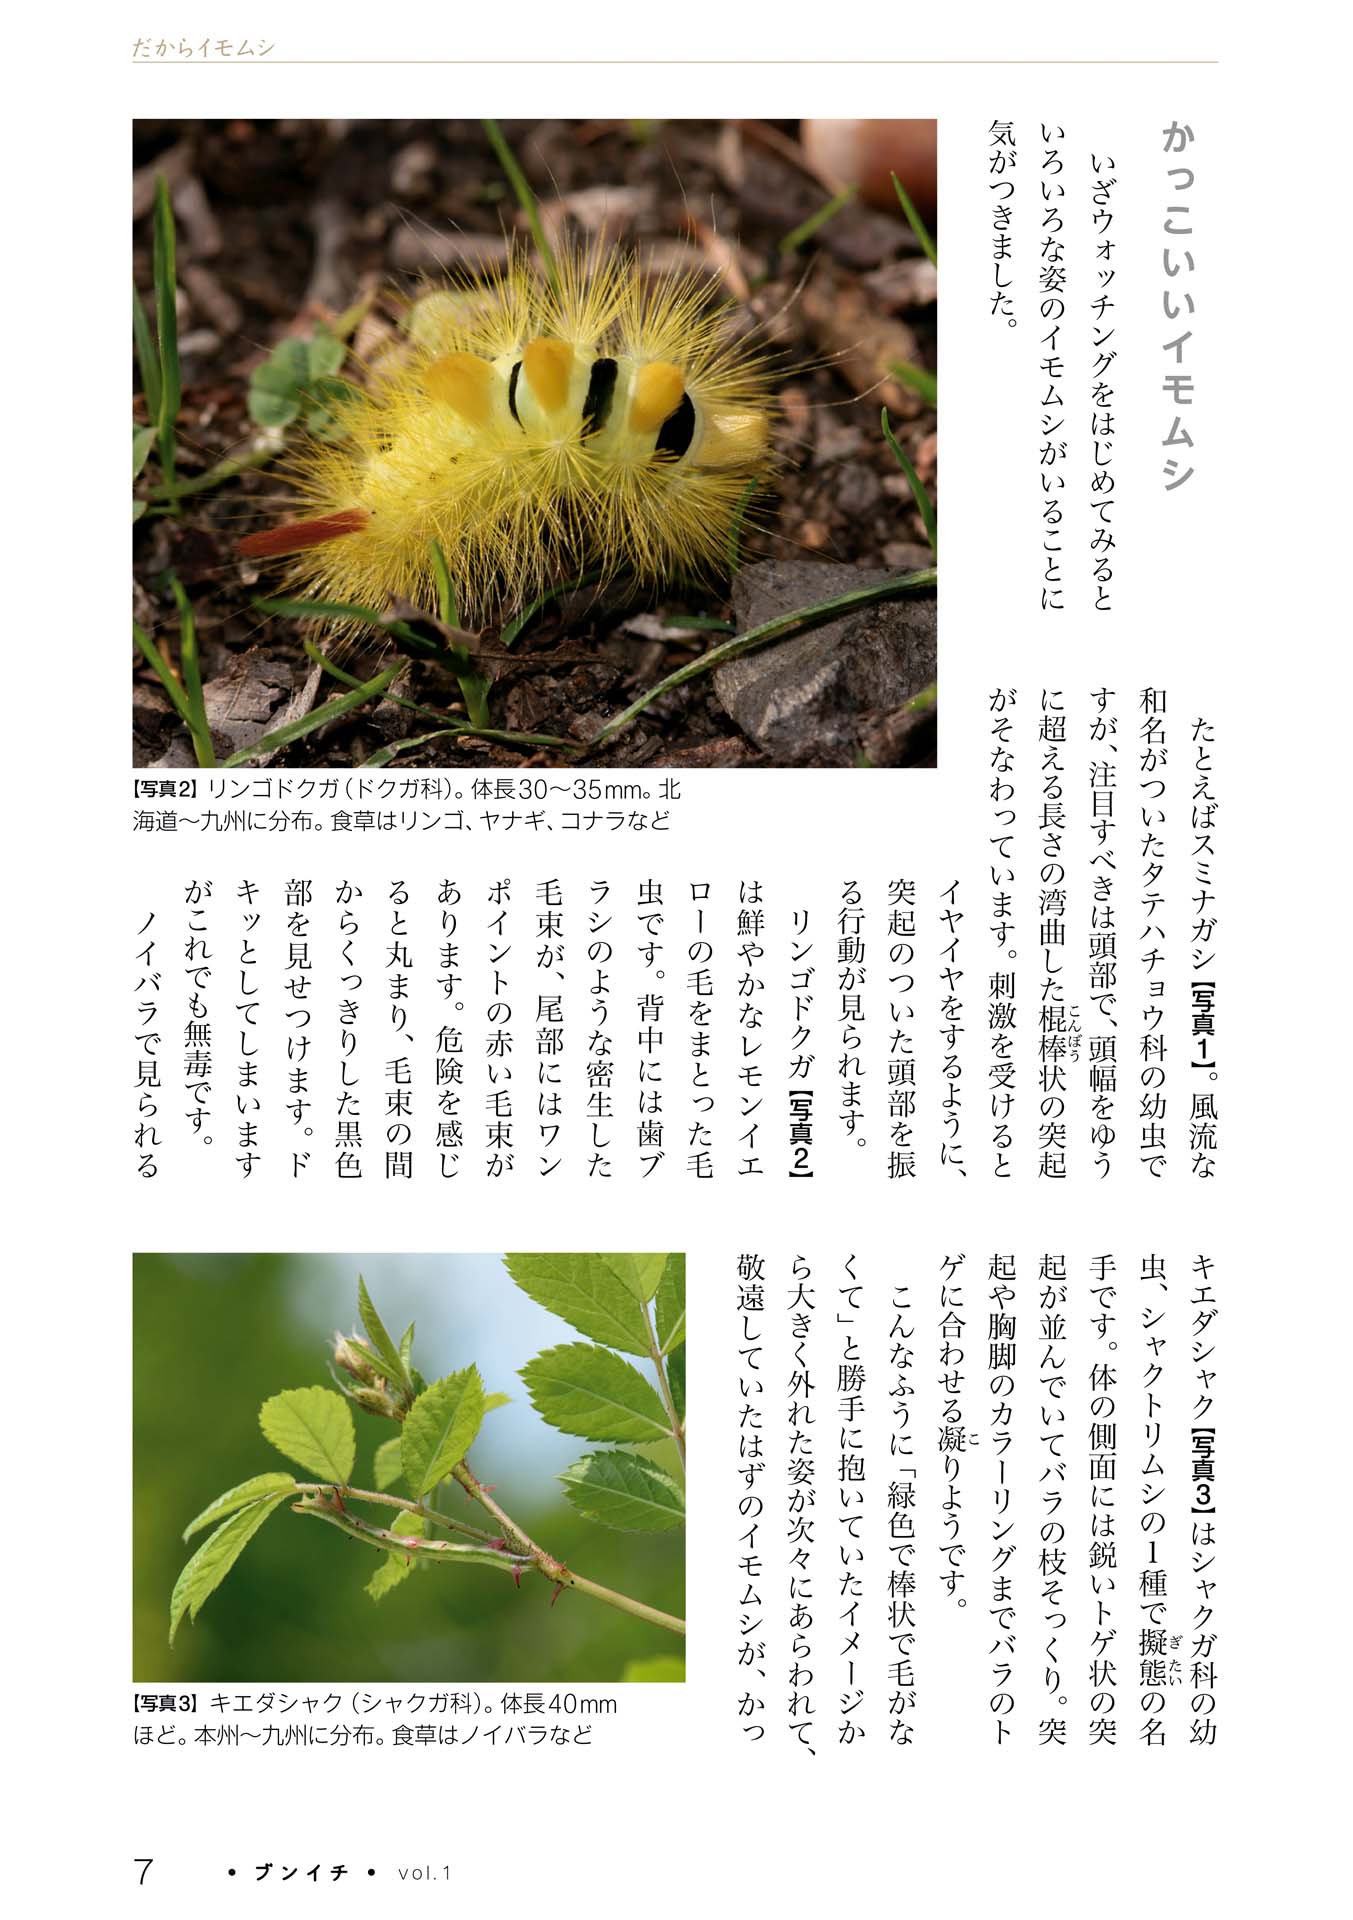 だからイモムシ
かっこいいイモムシ
いざウォッチングをはじめてみると
いろいろな姿のイモムシがいることに
気がつきました。
たとえばスミナガシ【写真1】。風流な
和名がついたタテハチョウ科の幼虫で
すが、注目すべきは頭部で、頭幅をゆう
に超える長さの湾曲した棍棒状の突起
こんぼう
がそなわっています。刺激を受けると
イヤイヤをするように、
突起のついた頭部を振
る行動が見られます。
リンゴドクガ【写真2】
は鮮やかなレモンイエ
ローの毛をまとった毛
虫です。背中には歯ブ
ラシのような密生した
毛束が、尾部にはワン
ポイントの赤い毛束が
あります。危険を感じ
ると丸まり、毛束の間
からくっきりした黒色
部を見せつけます。ド
キッとしてしまいます
がこれでも無毒です。
ノイバラで見られる
キエダシャク【写真3】はシャクガ科の幼
虫、シャクトリムシの1種で擬態の名
ぎたい
手です。体の側面には鋭いトゲ状の突
起が並んでいてバラの枝そっくり。突
起や胸脚のカラーリングまでバラのト
ゲに合わせる凝りようです。
こ
こんなふうに「緑色で棒状で毛がな
くて」と勝手に抱いていたイメージか
ら大きく外れた姿が次々にあらわれて、
敬遠していたはずのイモムシが、かっ
【写真2】リンゴドクガ（ドクガ科）。体長30〜35mm。北
海道〜九州に分布。食草はリンゴ、ヤナギ、コナラなど
【写真3】キエダシャク（シャクガ科）。体長40mm
ほど。本州〜九州に分布。食草はノイバラなど
7 • ブンイチ • vol.1